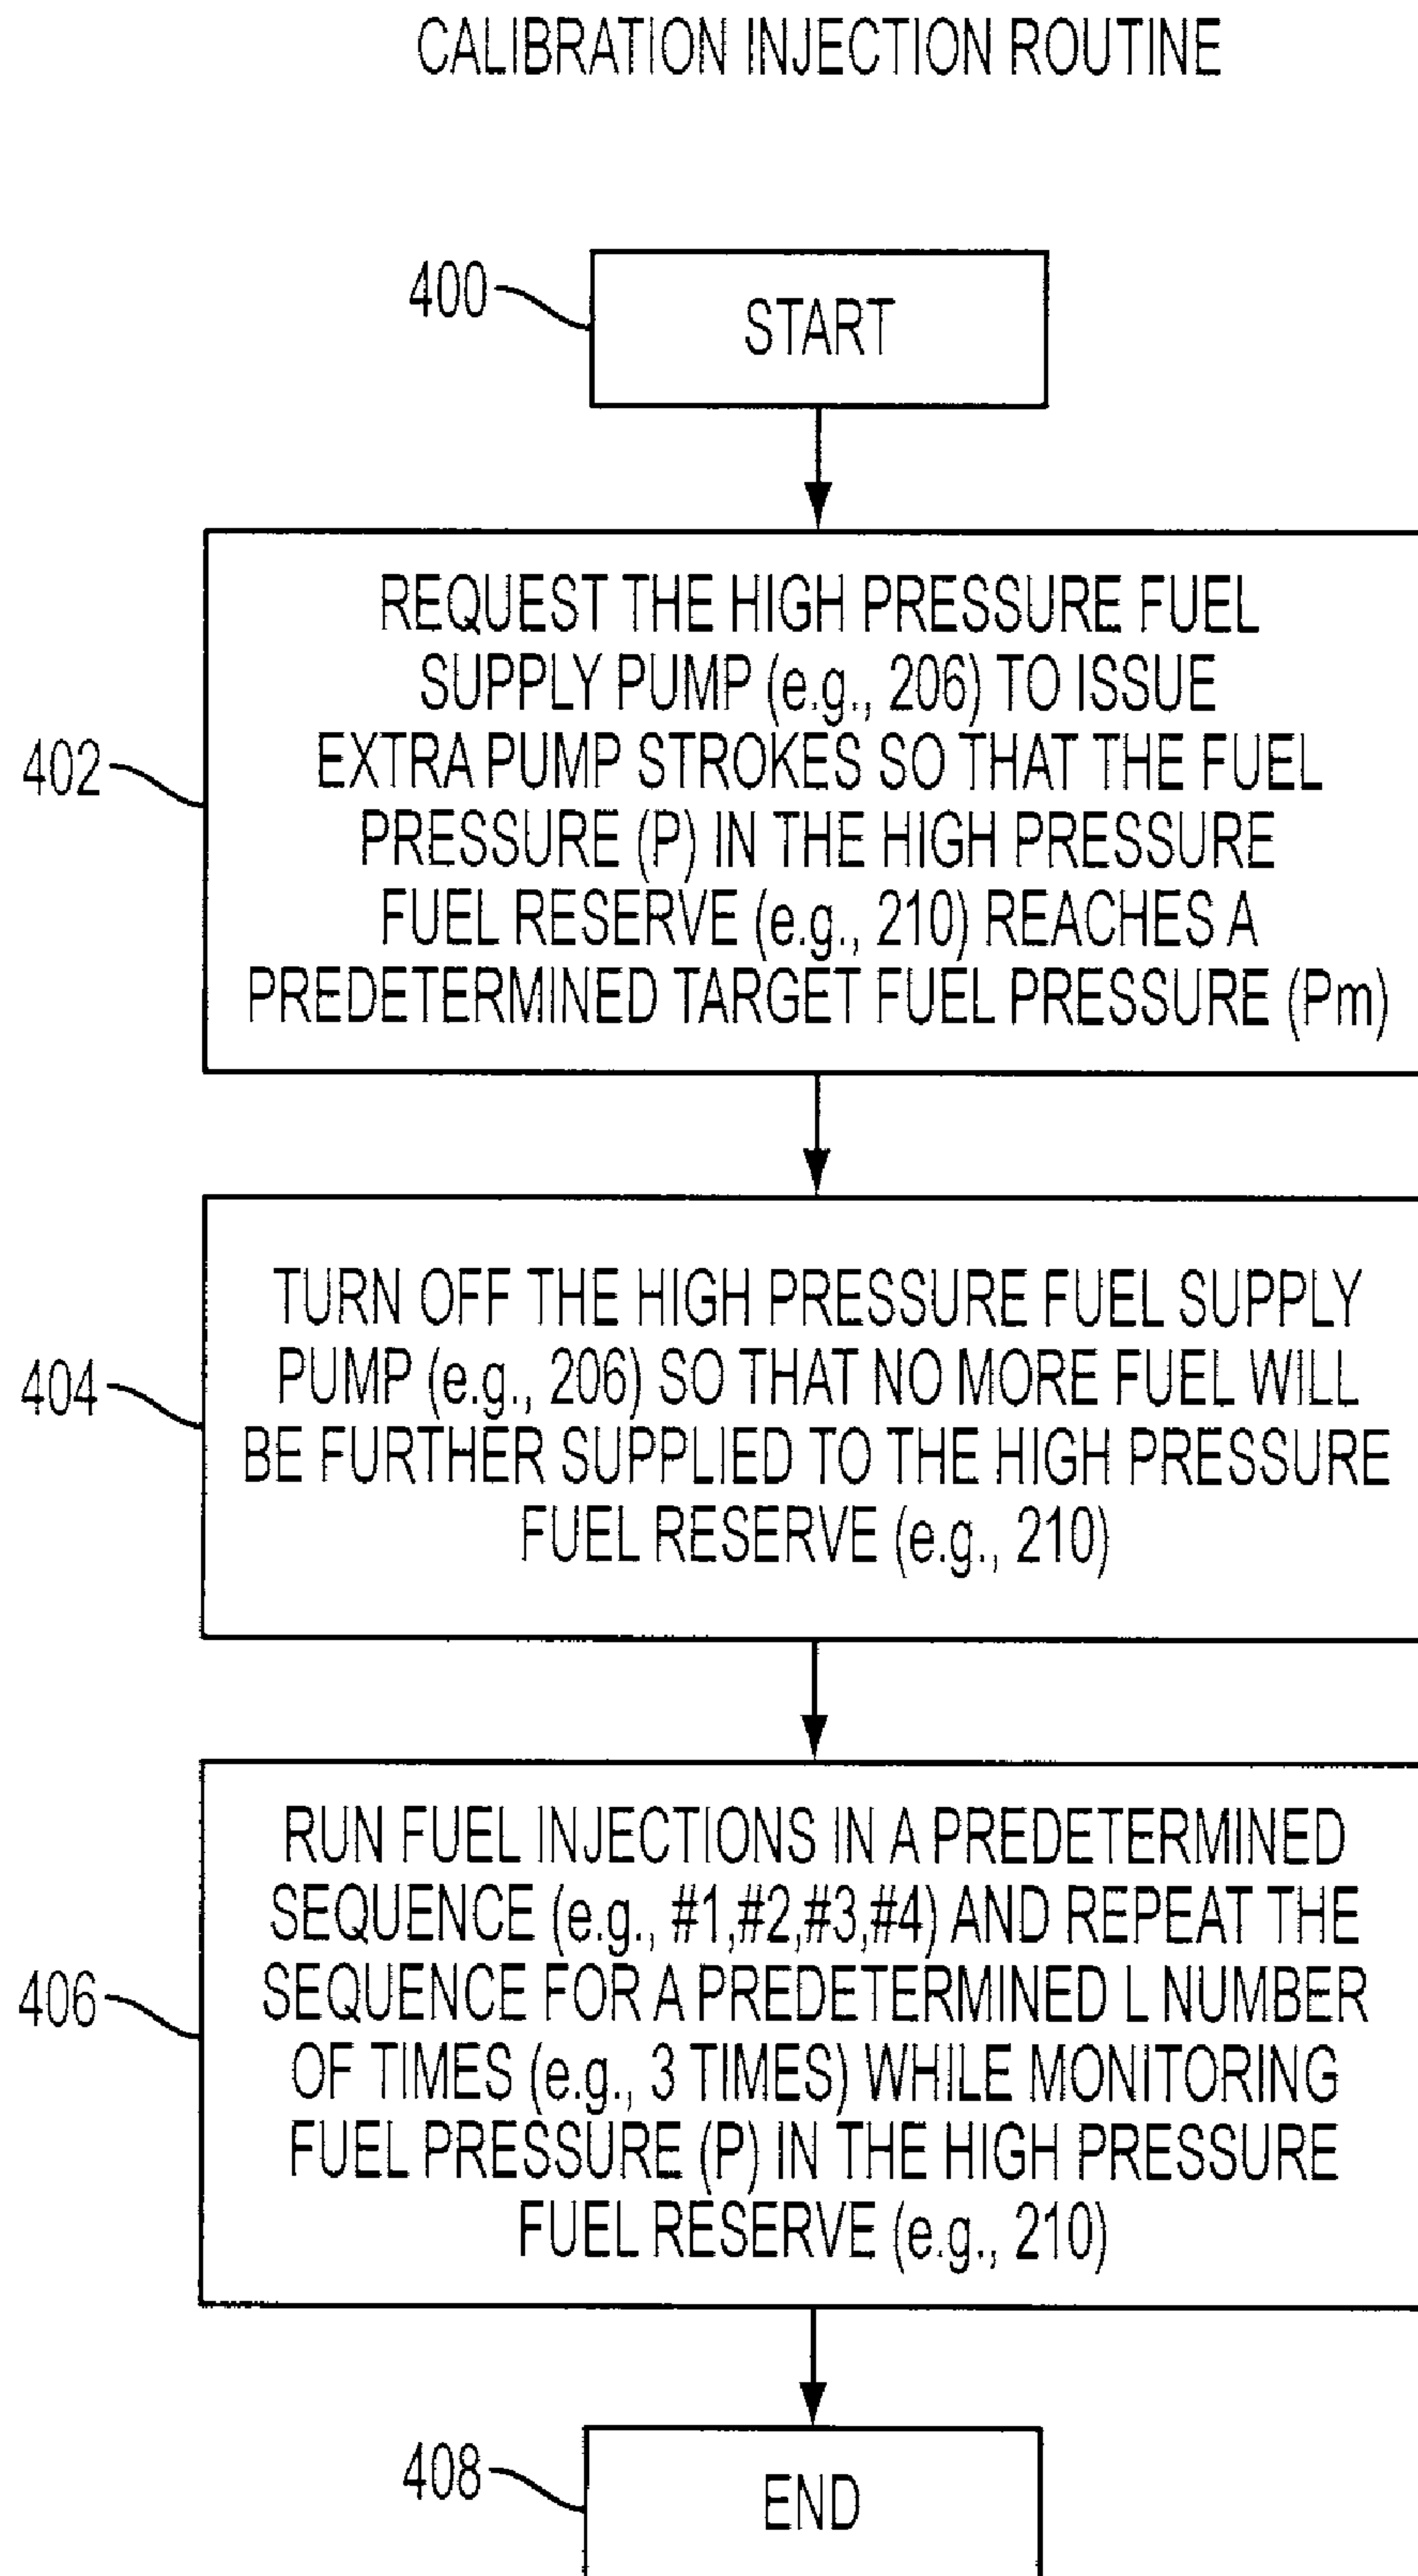 CALIBRATION INJECTION ROUTINE
400
START
REQUEST THE HIGH PRESSURE FUEL
SUPPLY PUMP (e.g., 206) TO ISSUE
EXTRA PUMP STROKES SO THAT THE FUEL
402
PRESSURE (P) IN THE HIGH PRESSURE
FUEL RESERVE (e.g., 210) REACHES A
PREDETERMINED TARGET FUEL PRESSURE (Pm)
TURN OFF THE HIGH PRESSURE FUEL SUPPLY
404
PUMP (e.g., 206) SO THAT NO MORE FUEL WILL
BE FURTHER SUPPLIED TO THE HIGH PRESSURE
FUEL RESERVE (e.g., 210)
RUN FUEL INJECTIONS IN A PREDETERMINED
SEQUENCE (e.g., #1,#2,#3,#4) AND REPEAT THE
406
SEQUENCE FOR A PREDETERMINED L NUMBER
OF TIMES (e.g., 3 TIMES) WHILE MONITORING
FUEL PRESSURE (P) IN THE HIGH PRESSURE
FUEL RESERVE (e.g., 210)
408
END